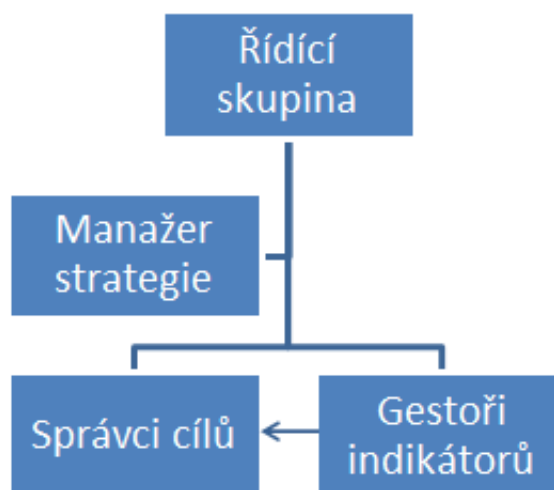 Řídící
skupina
Manažer
strategie
Správci cílů
Gestoři
indikátorů